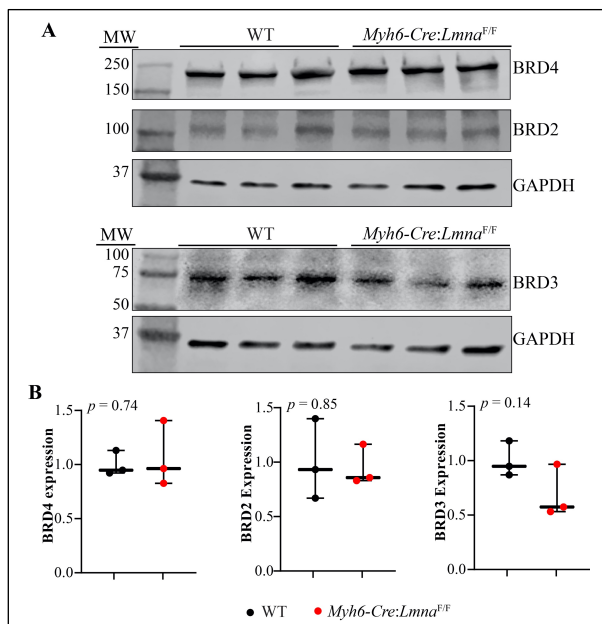 A
MW WT Myh6-Cre:Lmna^F/F
250
150
BRD4
100
BRD2
37
GAPDH
MW WT Myh6-Cre:Lmna^F/F
100
75
50
BRD3
37
GAPDH
B
p = 0.74
1.5
1.0
0.5
0.0
BRD4 expression
p = 0.85
1.5
1.0
0.5
0.0
BRD2 Expression
p = 0.14
1.5
1.0
0.5
0.0
BRD3 Expression
WT Myh6-Cre:Lmna^F/F